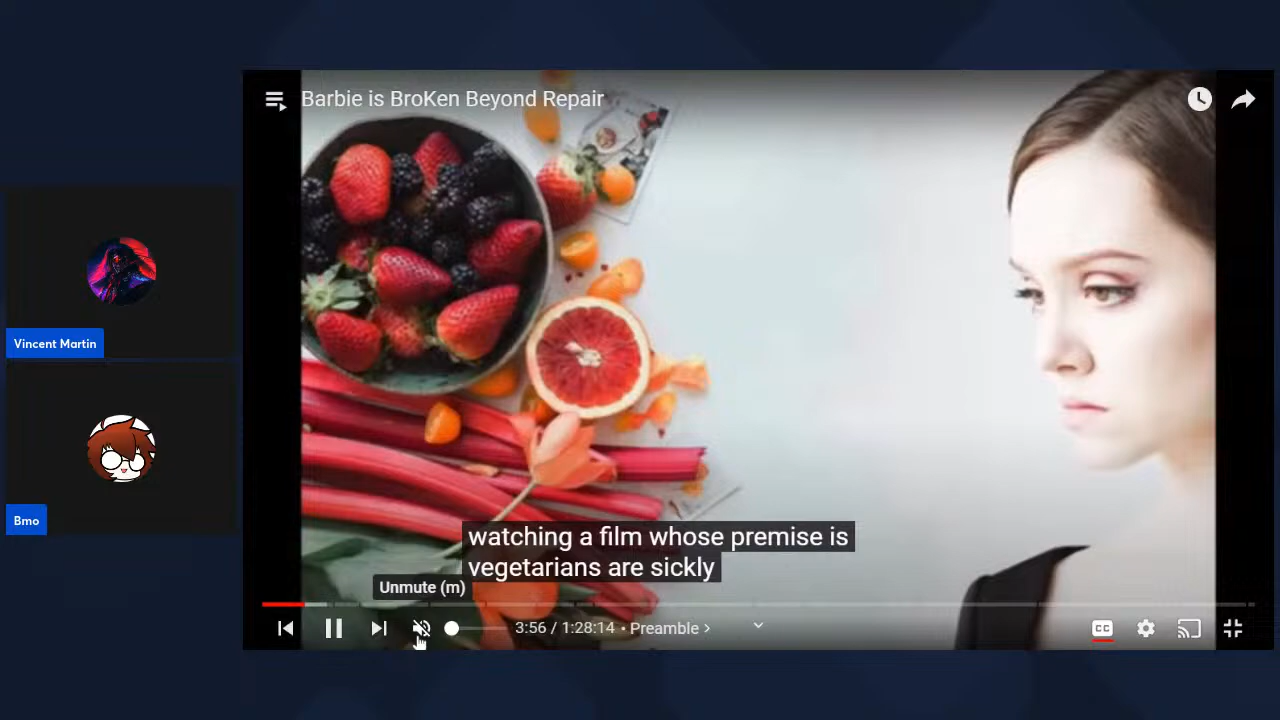 Barbie is BroKen Beyond Repair
Vincent Martin
Bmo
watching a film whose premise is
vegetarians are sickly
Unmute (m)
3:56 / 1:28:14 • Preamble >
CC